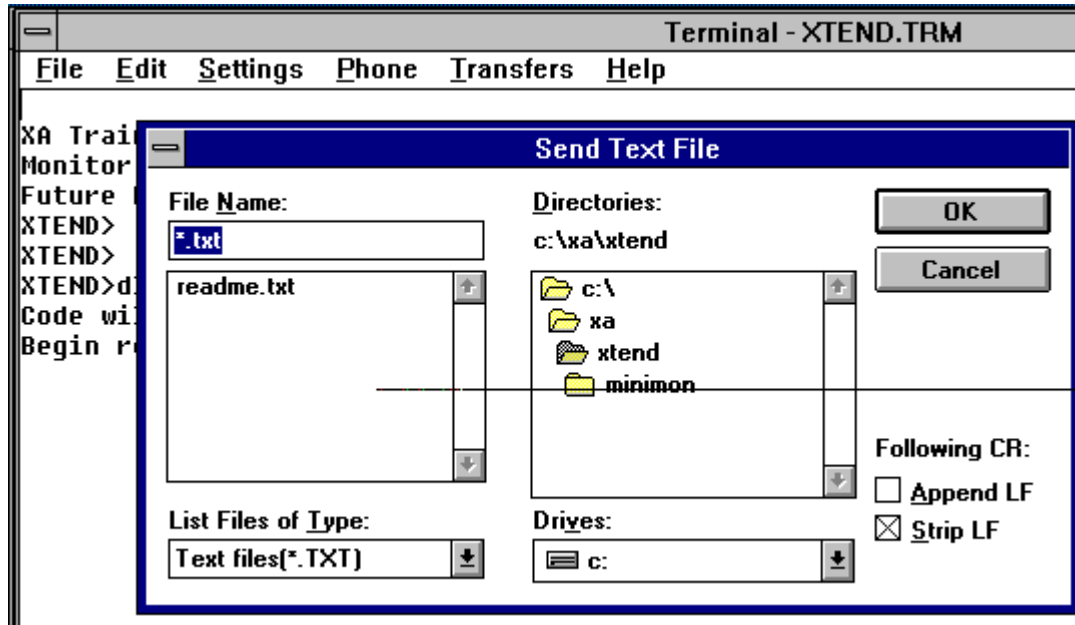 Terminal - XTEND.TRM
File Edit Settings Phone Transfers Help
XA Trai
Monitor
Future
XTEND>
XTEND>
XTEND>d
Code wi
Begin r
Send Text File
File Name:
*.txt
readme.txt
List Files of Type:
Text files(*.TXT)
Directories:
c:\xa\xtend
c:\
xa
xtend
minimon
Drives:
c:
OK
Cancel
Following CR:
Append LF
Strip LF